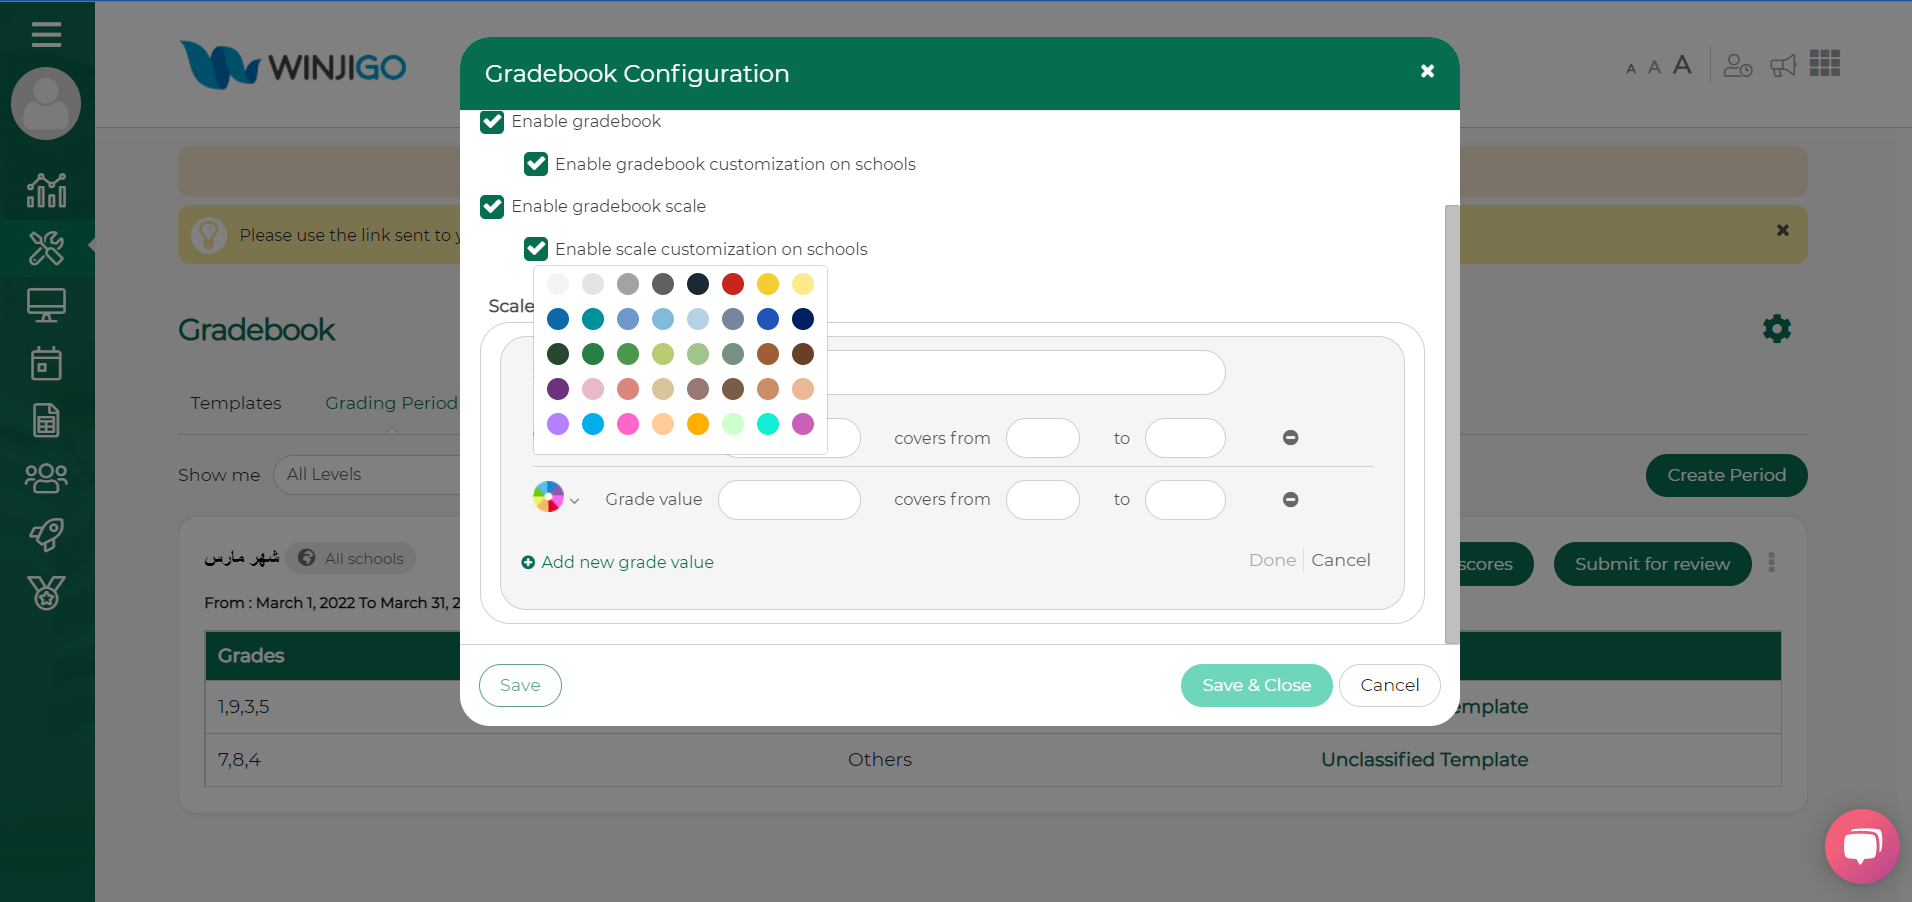 WINJIGO
A A A
Gradebook Configuration
Enable gradebook
Enable gradebook customization on schools
Enable gradebook scale
Enable scale customization on schools
Please use the link sent to
Scale
Gradebook
Templates
Grading Period
covers from
to
Show me
All Levels
Create Period
Grade value
covers from
to
Add new grade value
Done
Cancel
شهر مارس
All schools
scores
Submit for review
From : March 1, 2022 To March 31, 2
Grades
Save
Save & Close
Cancel
1,9,3,5
emplate
7,8,4
Others
Unclassified Template